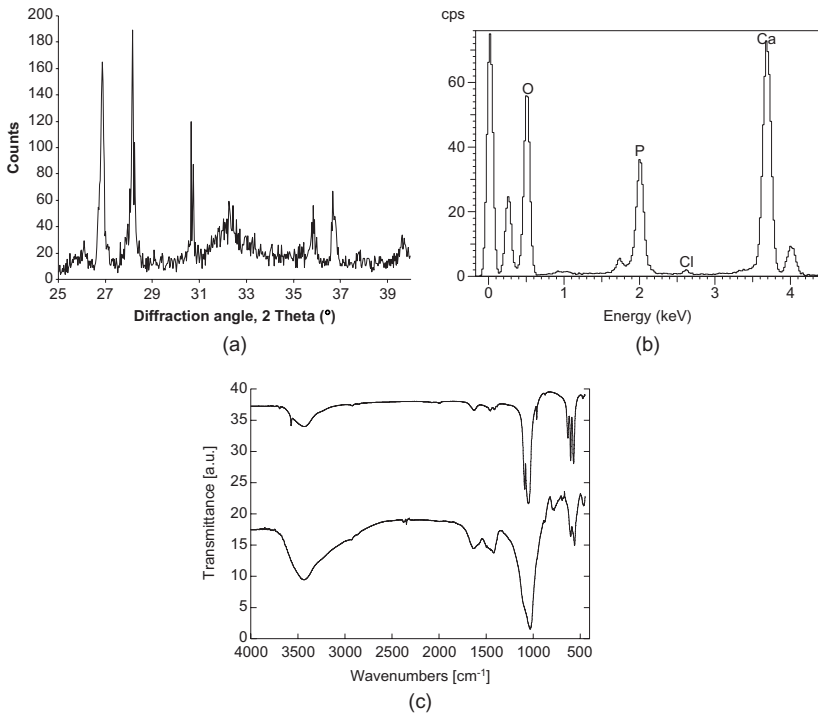 200
180
160
140
120
100
80
60
40
20
0
Counts
25 27 29 31 33 35 37 39
Diffraction angle, 2 Theta (°)
(a)
cps
60
40
20
0
O
P
Cl
Ca
0 1 2 3 4
Energy (keV)
(b)
40
35
30
25
20
15
10
5
0
Transmittance [a.u.]
4000 3500 3000 2500 2000 1500 1000 500
Wavenumbers [cm⁻¹]
(c)